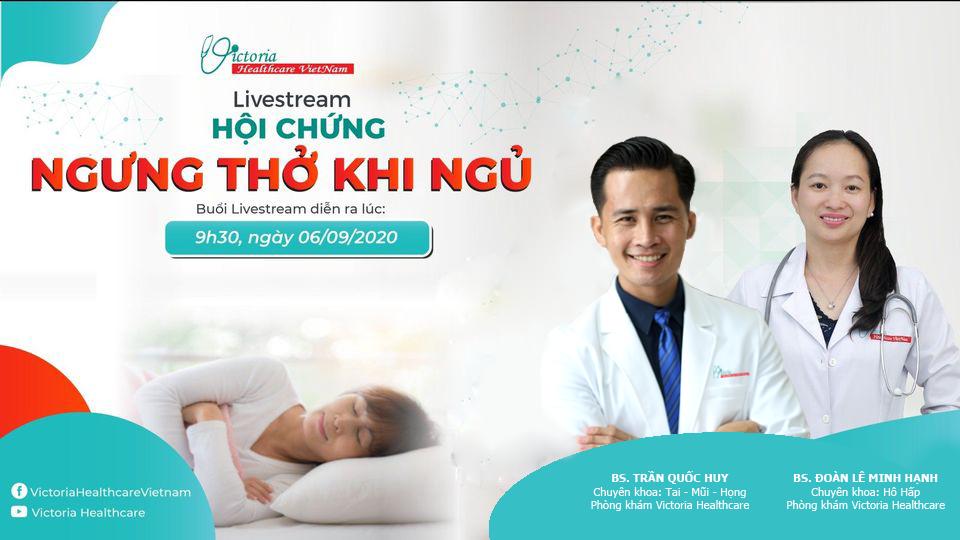 Victoria
Healthcare VietNam
Livestream
HỘI CHỨNG
NGƯNG THỞ KHI NGỦ
Buổi Livestream diễn ra lúc:
9h30, ngày 06/09/2020
VictoriaHealthcareVietnam
Victoria Healthcare
BS. TRẦN QUỐC HUY
Chuyên khoa: Tai - Mũi - Họng
Phòng khám Victoria Healthcare
BS. ĐOÀN LÊ MINH HẠNH
Chuyên khoa: Hô Hấp
Phòng khám Victoria Healthcare